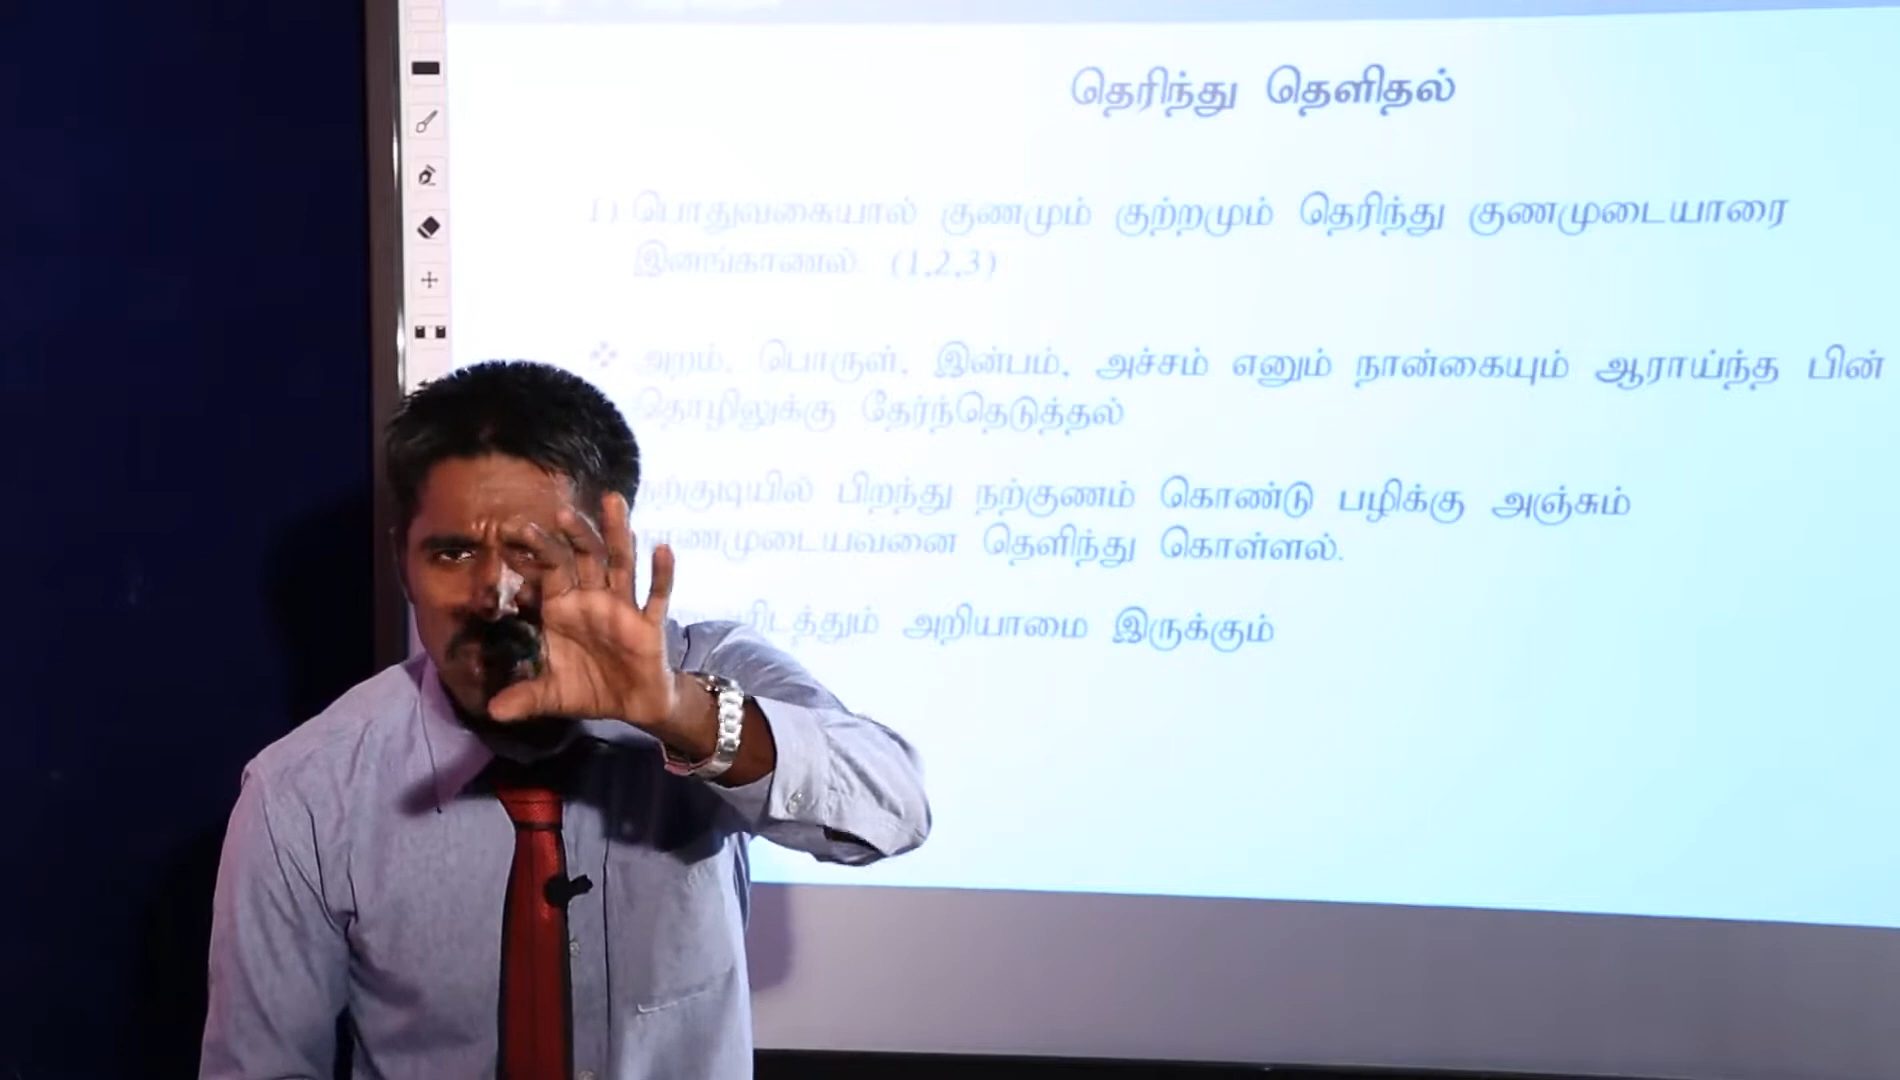 தெரிந்து தெளிதல்
1) பொதுவகையால் குணமும் குற்றமும் தெரிந்து குணமுடையாரை
இனங்காணல். (1,2,3)
❖ அறம், பொருள், இன்பம், அச்சம் எனும் நான்கையும் ஆராய்ந்த பின்
தொழிலுக்கு தேர்ந்தெடுத்தல்
நற்குடியில் பிறந்து நற்குணம் கொண்டு பழிக்கு அஞ்சும்
தெளிந்து கொள்ளல்.
அறியாமை இருக்கும்